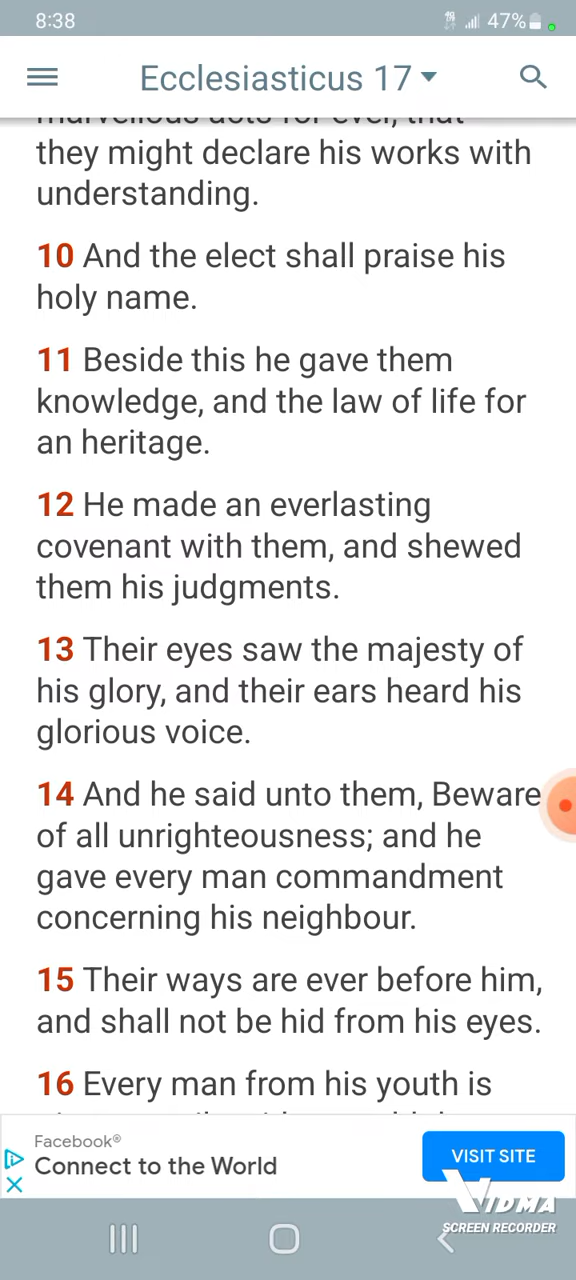 8:38
47%
Ecclesiasticus 17
marvellous acts for ever, that
they might declare his works with
understanding.
10 And the elect shall praise his
holy name.
11 Beside this he gave them
knowledge, and the law of life for
an heritage.
12 He made an everlasting
covenant with them, and shewed
them his judgments.
13 Their eyes saw the majesty of
his glory, and their ears heard his
glorious voice.
14 And he said unto them, Beware
of all unrighteousness; and he
gave every man commandment
concerning his neighbour.
15 Their ways are ever before him,
and shall not be hid from his eyes.
16 Every man from his youth is
Facebook®
Connect to the World
VISIT SITE
VIDMA
SCREEN RECORDER